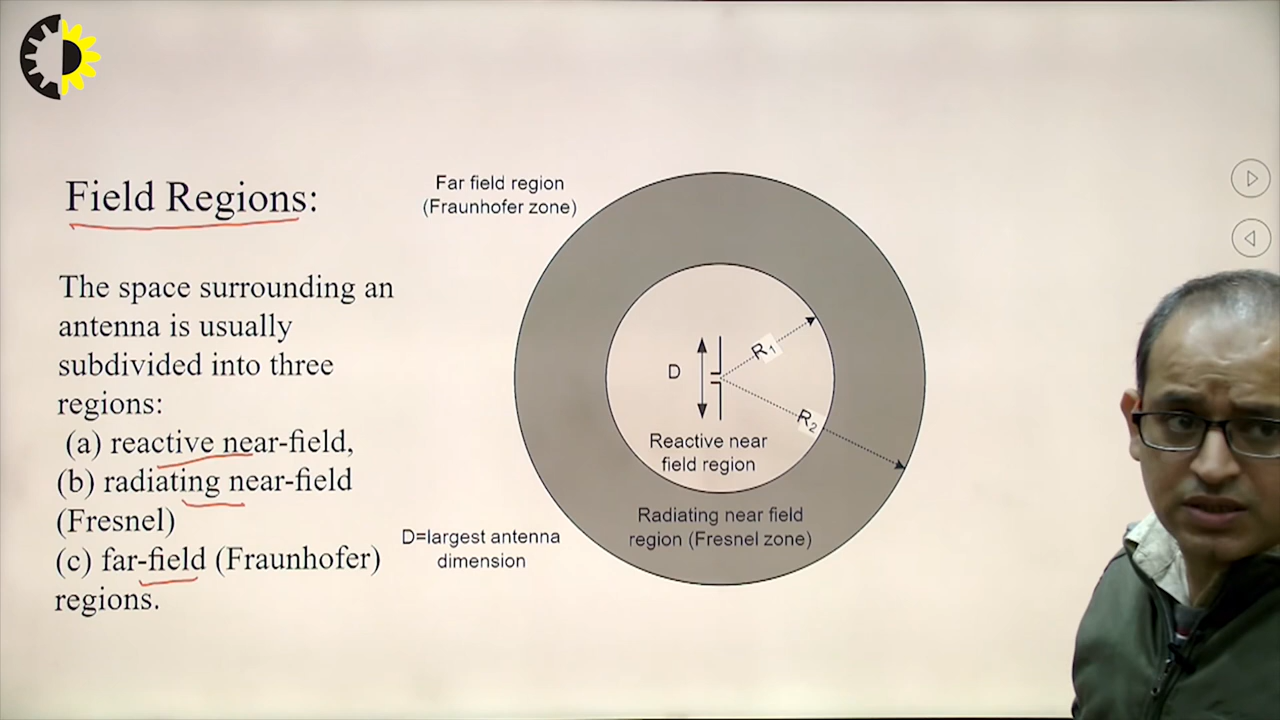 Field Regions:
The space surrounding an
antenna is usually
subdivided into three
regions:
(a) reactive near-field,
(b) radiating near-field
(Fresnel)
(c) far-field (Fraunhofer)
regions.
Far field region
(Fraunhofer zone)
D
R1
R2
Reactive near
field region
Radiating near field
region (Fresnel zone)
D=largest antenna
dimension